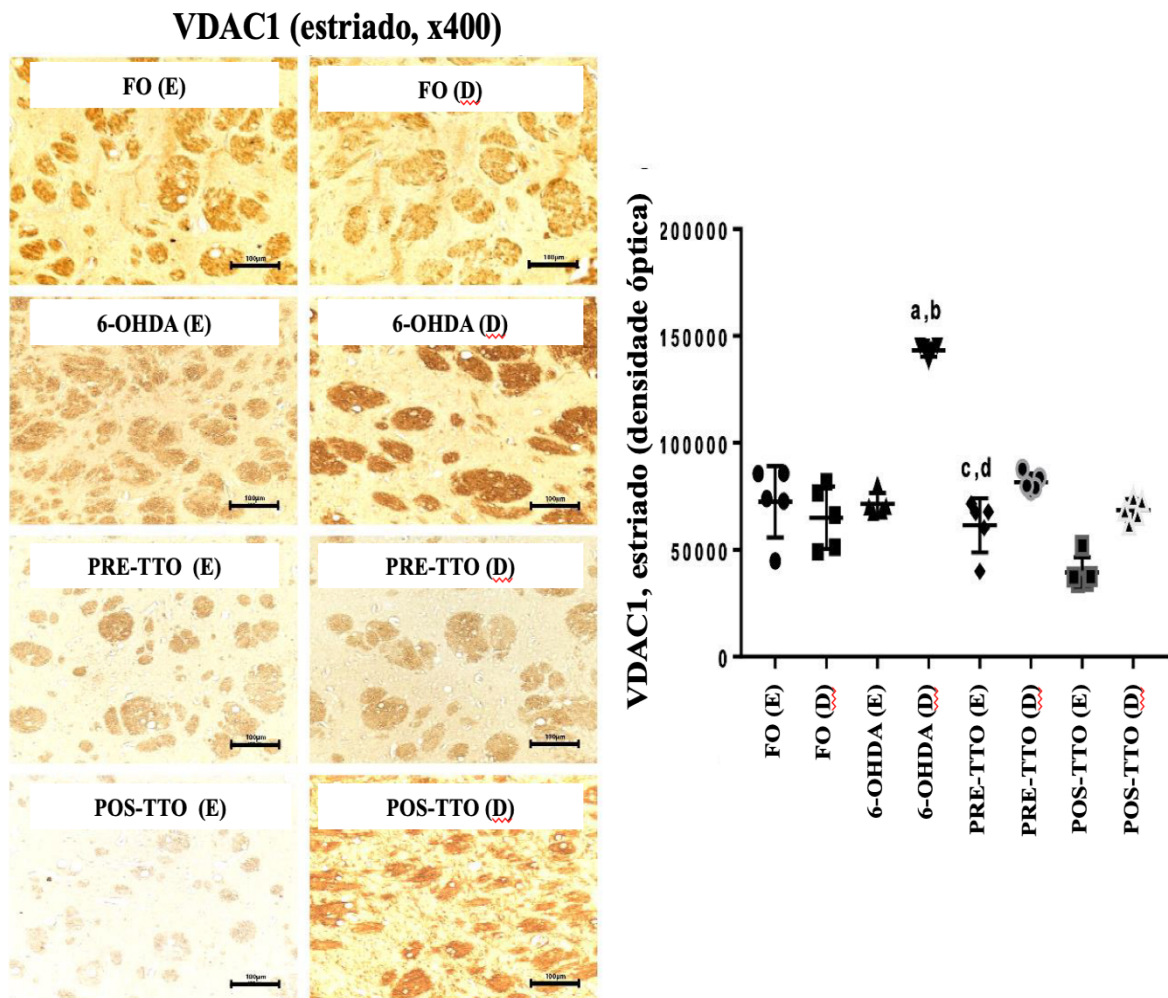 VDAC1 (estriado, x400)
FO (E)
FO (D)
100µm
100µm
6-OHDA (E)
6-OHDA (D)
100µm
100µm
PRE-TTO (E)
PRE-TTO (D)
100µm
100µm
POS-TTO (E)
POS-TTO (D)
100µm
100µm
VDAC1, estriado (densidade óptica)
200000
150000
100000
50000
0
a,b
c,d
FO (E)
FO (D)
6-OHDA (E)
6-OHDA (D)
PRE-TTO (E)
PRE-TTO (D)
POS-TTO (E)
POS-TTO (D)